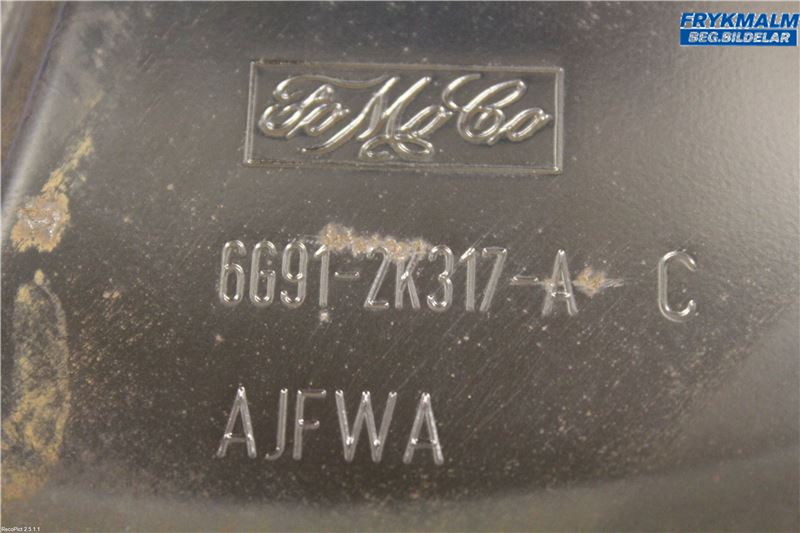 FRYKMALM
BEG.BILDELAR
FoMoCo
6G91-2K317-A C
AJFWA
RecoPict 2.5.1.1